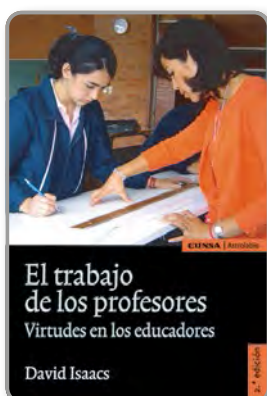 EUNSA | Astrolabio
El trabajo
de los profesores
Virtudes en los educadores
David Isaacs
2.ª edición